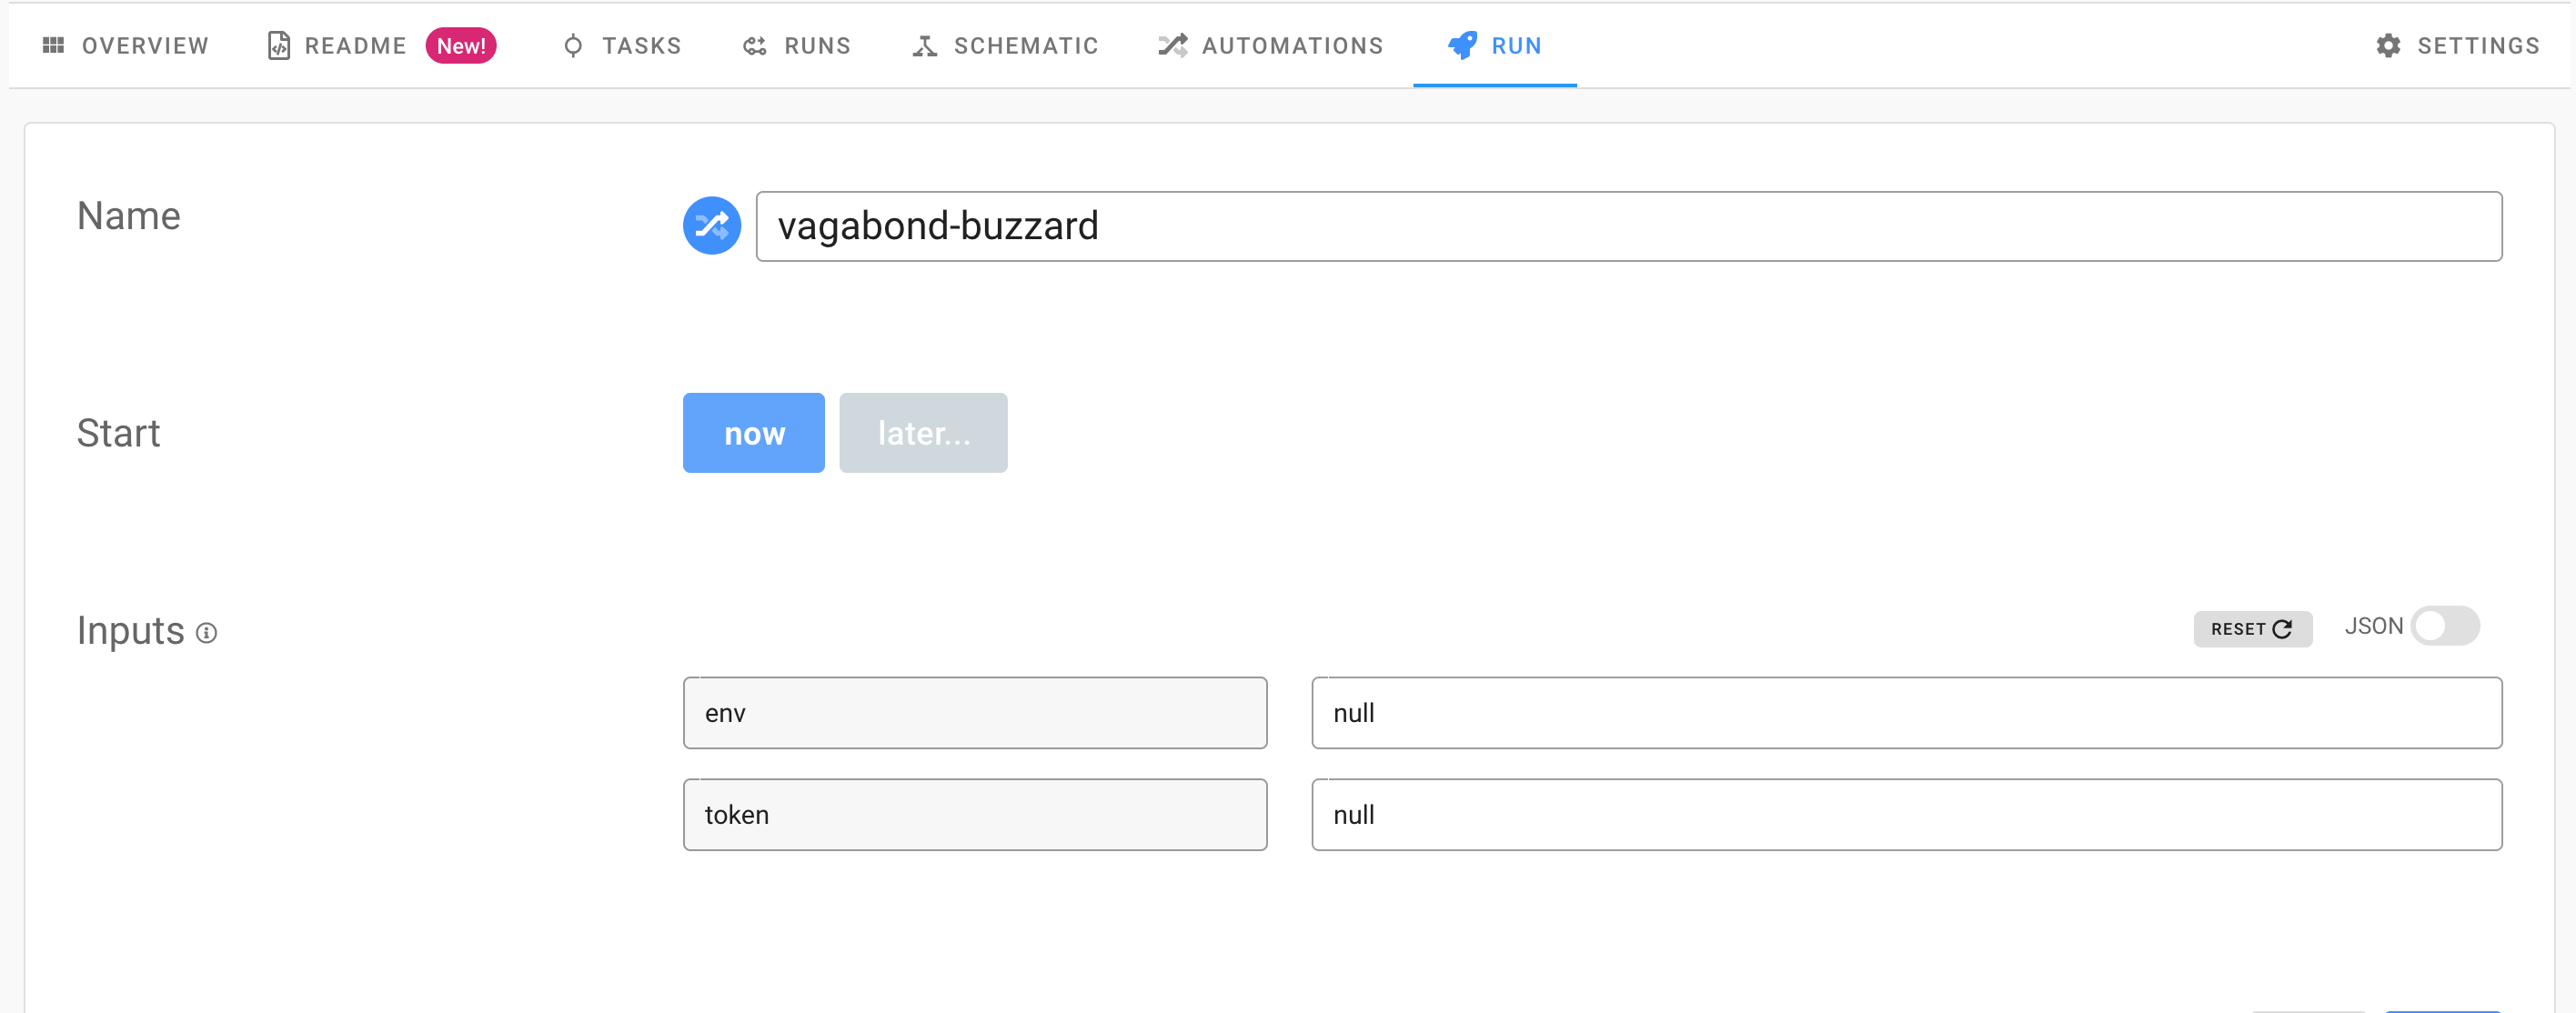 OVERVIEW README New! TASKS RUNS SCHEMATIC AUTOMATIONS RUN SETTINGS
Name vagabond-buzzard
Start now later...
Inputs RESET JSON
env null
token null